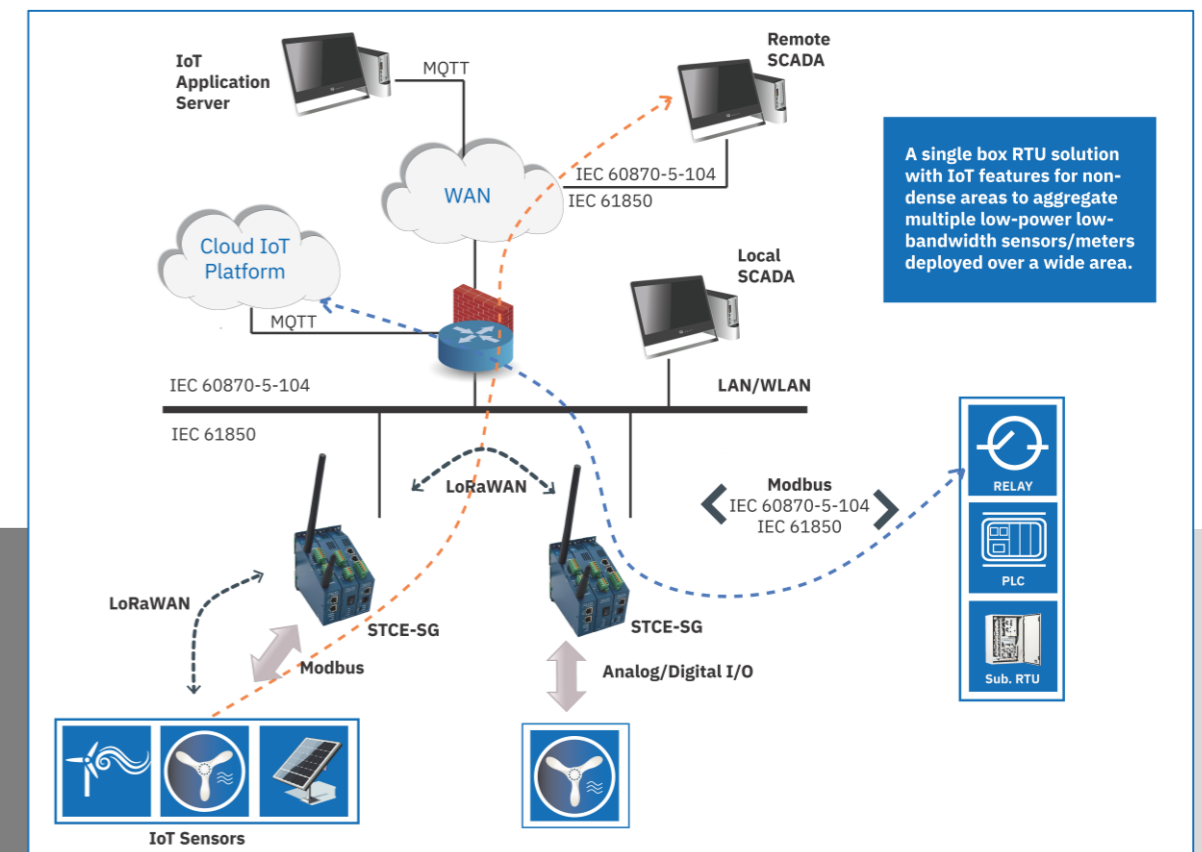 IoT
Application
Server
MQTT
Remote
SCADA
WAN
IEC 60870-5-104
IEC 61850
A single box RTU solution
with IoT features for non-
dense areas to aggregate
multiple low-power low-
bandwidth sensors/meters
deployed over a wide area.
Cloud IoT
Platform
MQTT
Local
SCADA
IEC 60870-5-104
LAN/WLAN
IEC 61850
LoRaWAN
Modbus
IEC 60870-5-104
IEC 61850
RELAY
PLC
Sub. RTU
LoRaWAN
STCE-SG
Modbus
STCE-SG
Analog/Digital I/O
IoT Sensors